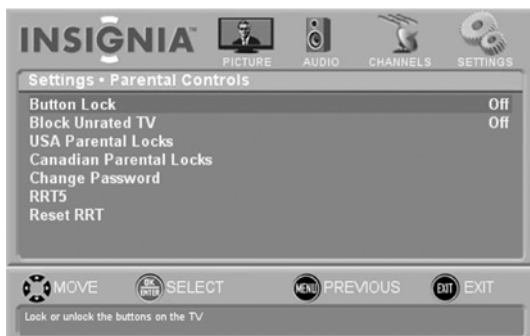 INSIGNIA™
PICTURE AUDIO CHANNELS SETTINGS
Settings • Parental Controls
Button Lock Off
Block Unrated TV Off
USA Parental Locks
Canadian Parental Locks
Change Password
RRT5
Reset RRT
MOVE OK ENTER SELECT MENU PREVIOUS EXIT EXIT
Lock or unlock the buttons on the TV